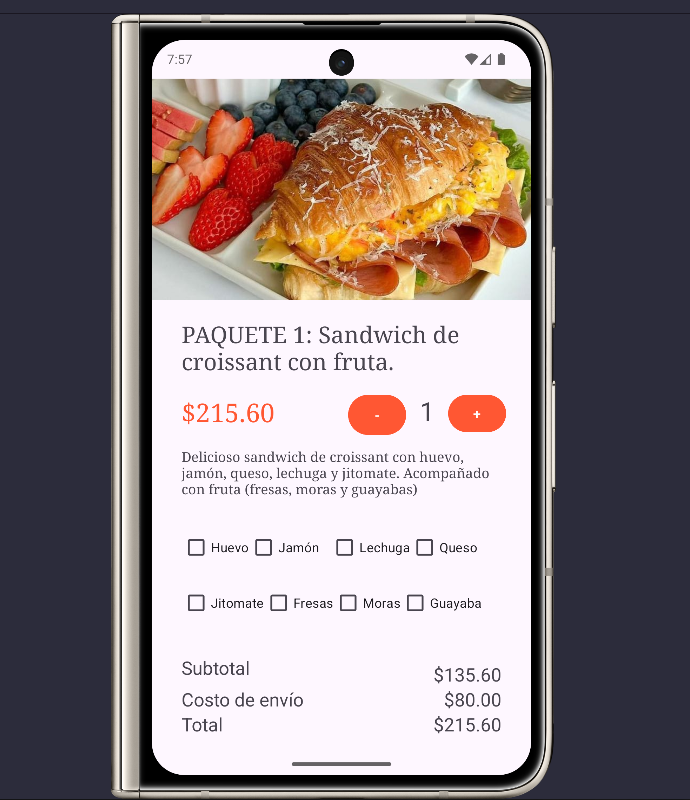 7:57
PAQUETE 1: Sandwich de
croissant con fruta.
$215.60 - 1 +
Delicioso sandwich de croissant con huevo,
jamón, queso, lechuga y jitomate. Acompañado
con fruta (fresas, moras y guayabas)
Huevo Jamón Lechuga Queso
Jitomate Fresas Moras Guayaba
Subtotal $135.60
Costo de envío $80.00
Total $215.60